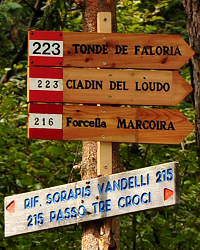 223 TONDE DE FALORIA
223 CIADIN DEL LOUDO
216 Forcella MARCOIRA
RIF. SORAPIS VANDELLI 215
215 PASSO TRE CROCI